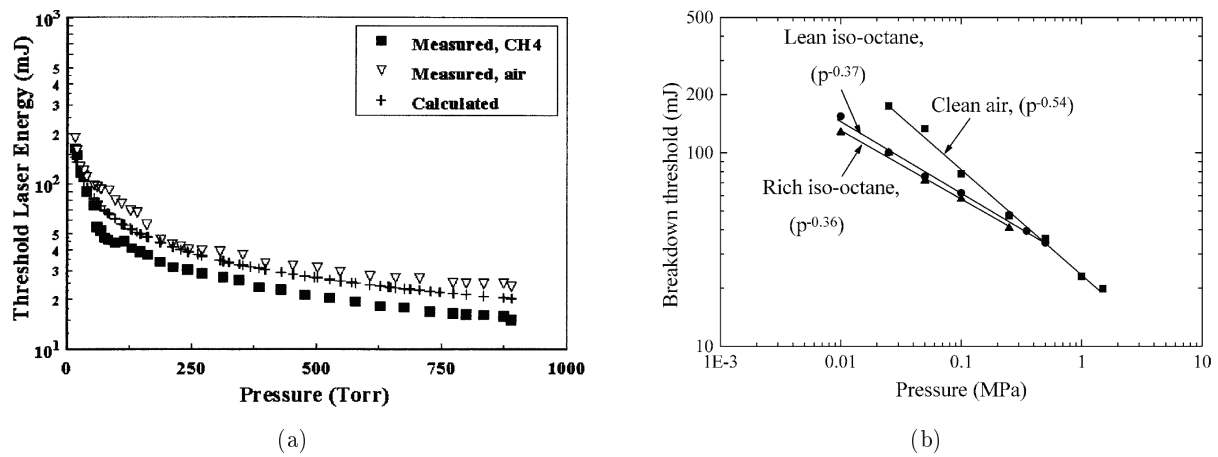 10³
5
4
3
2
10²
5
4
3
2
10¹
0
250
500
750
1000
Threshold Laser Energy (mJ)
Pressure (Torr)
Measured, CH4
Measured, air
Calculated
(a)
500
200
100
10
1E-3
0.01
0.1
1
10
Breakdown threshold (mJ)
Pressure (MPa)
Lean iso-octane,
(p⁻⁰·³⁷)
Clean air, (p⁻⁰·⁵⁴)
Rich iso-octane,
(p⁻⁰·³⁶)
(b)